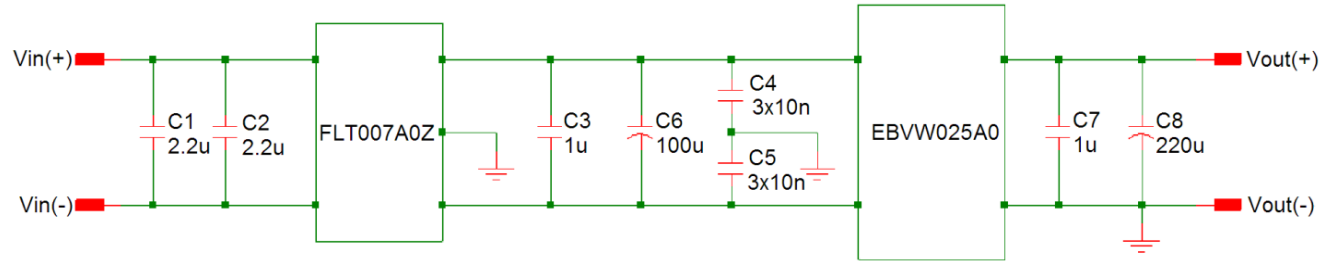 Vin(+)
Vin(-)
C1
2.2u
C2
2.2u
FLT007A0Z
C3
1u
C6
100u
C4
3x10n
C5
3x10n
EBVW025A0
C7
1u
C8
220u
Vout(+)
Vout(-)